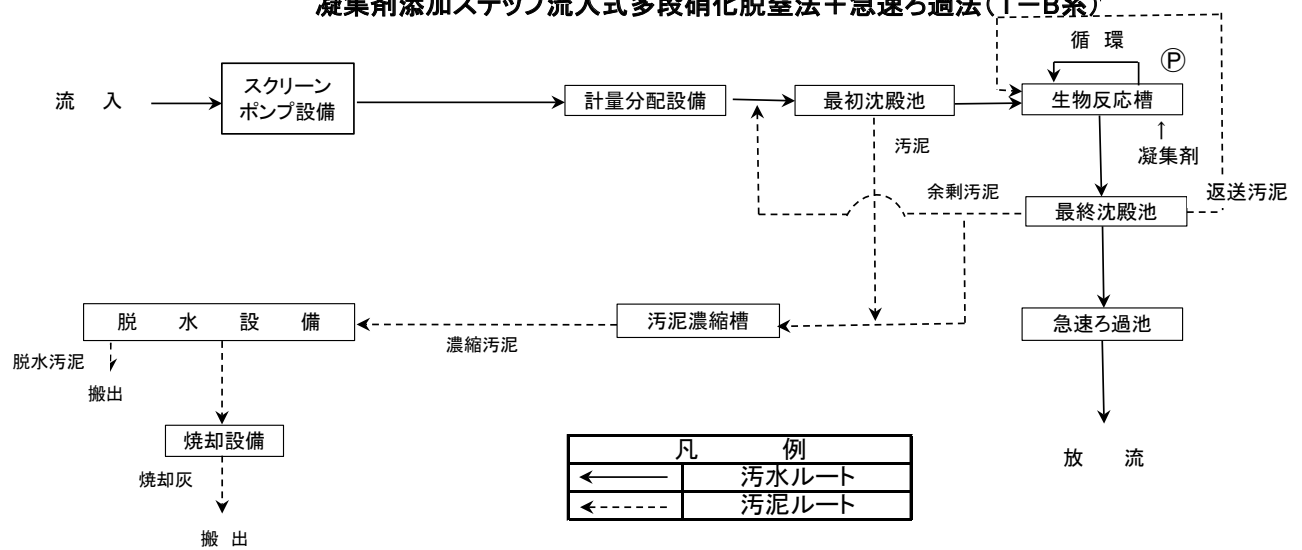 凝集剤添加ステップ流入式多段硝化脱窒法+急速ろ過法(1-B系)
循 環
Ⓟ
流 入
スクリーン
ポンプ設備
計量分配設備
最初沈殿池
生物反応槽
汚泥
↑
凝集剤
余剰汚泥
返送汚泥
最終沈殿池
脱 水 設 備
汚泥濃縮槽
急速ろ過池
濃縮汚泥
脱水汚泥
搬出
焼却設備
焼却灰
搬 出
放 流
凡 例
汚水ルート
汚泥ルート